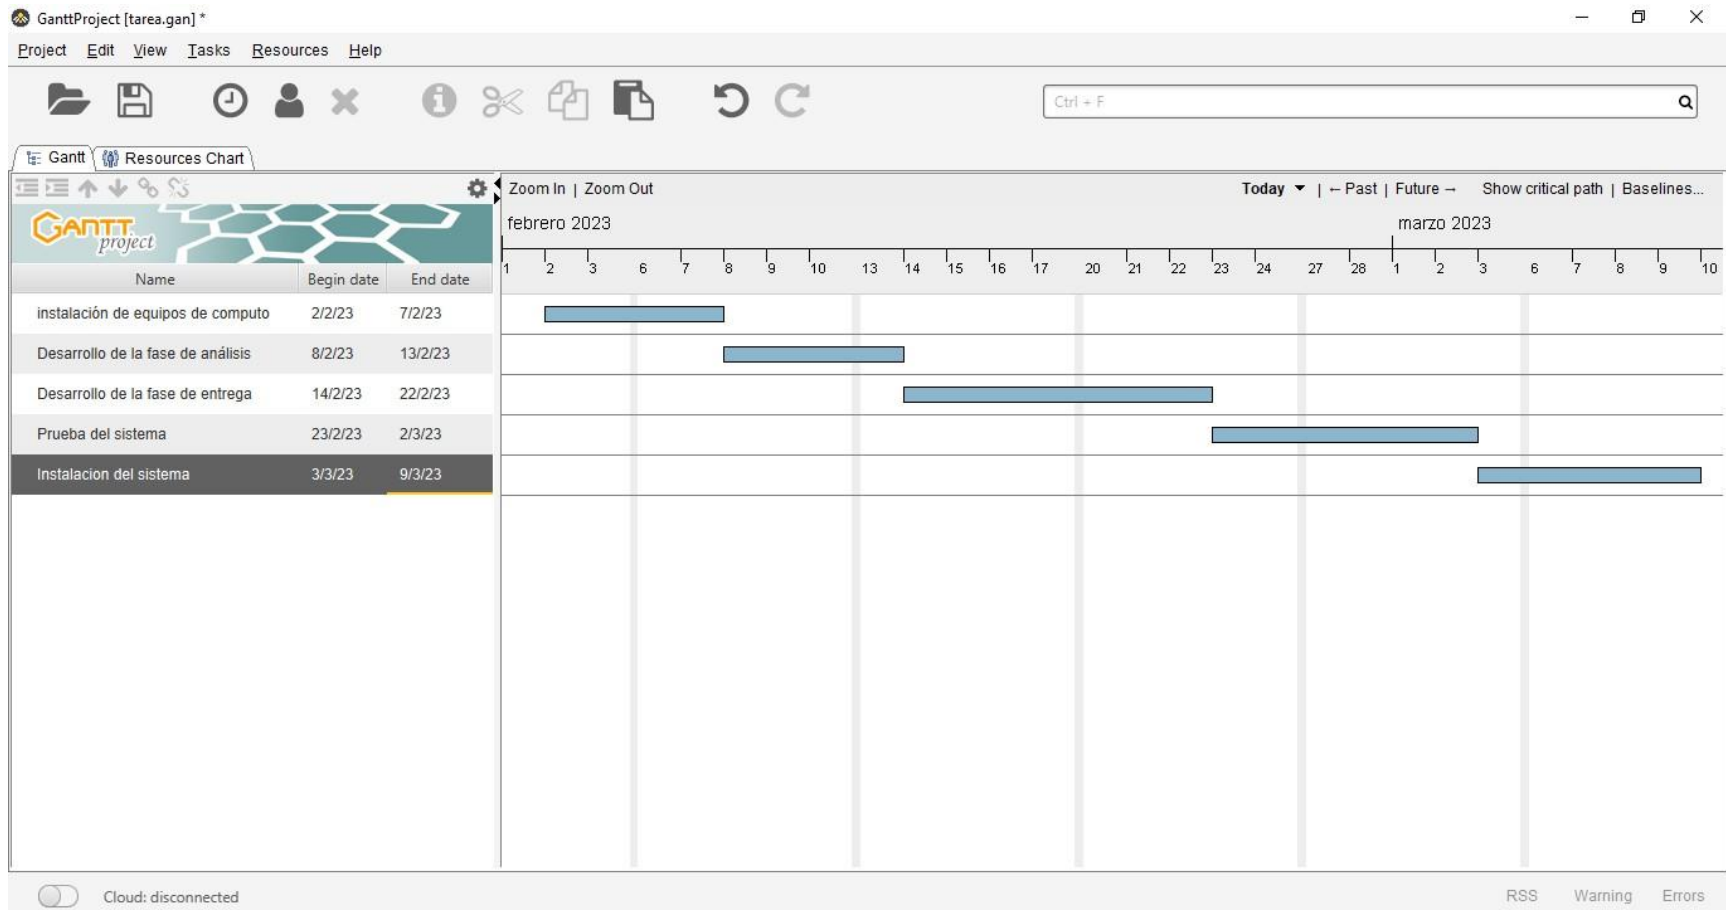 GanttProject [tarea.gan] *
Project Edit View Tasks Resources Help
Ctrl + F
Gantt Resources Chart
Zoom In | Zoom Out Today | ←Past | Future→ Show critical path | Baselines...
GANTT project
febrero 2023 marzo 2023
1 2 3 6 7 8 9 10 13 14 15 16 17 20 21 22 23 24 27 28 1 2 3 6 7 8 9 10
Name Begin date End date
instalación de equipos de computo 2/2/23 7/2/23
Desarrollo de la fase de análisis 8/2/23 13/2/23
Desarrollo de la fase de entrega 14/2/23 22/2/23
Prueba del sistema 23/2/23 2/3/23
Instalacion del sistema 3/3/23 9/3/23
Cloud: disconnected RSS Warning Errors